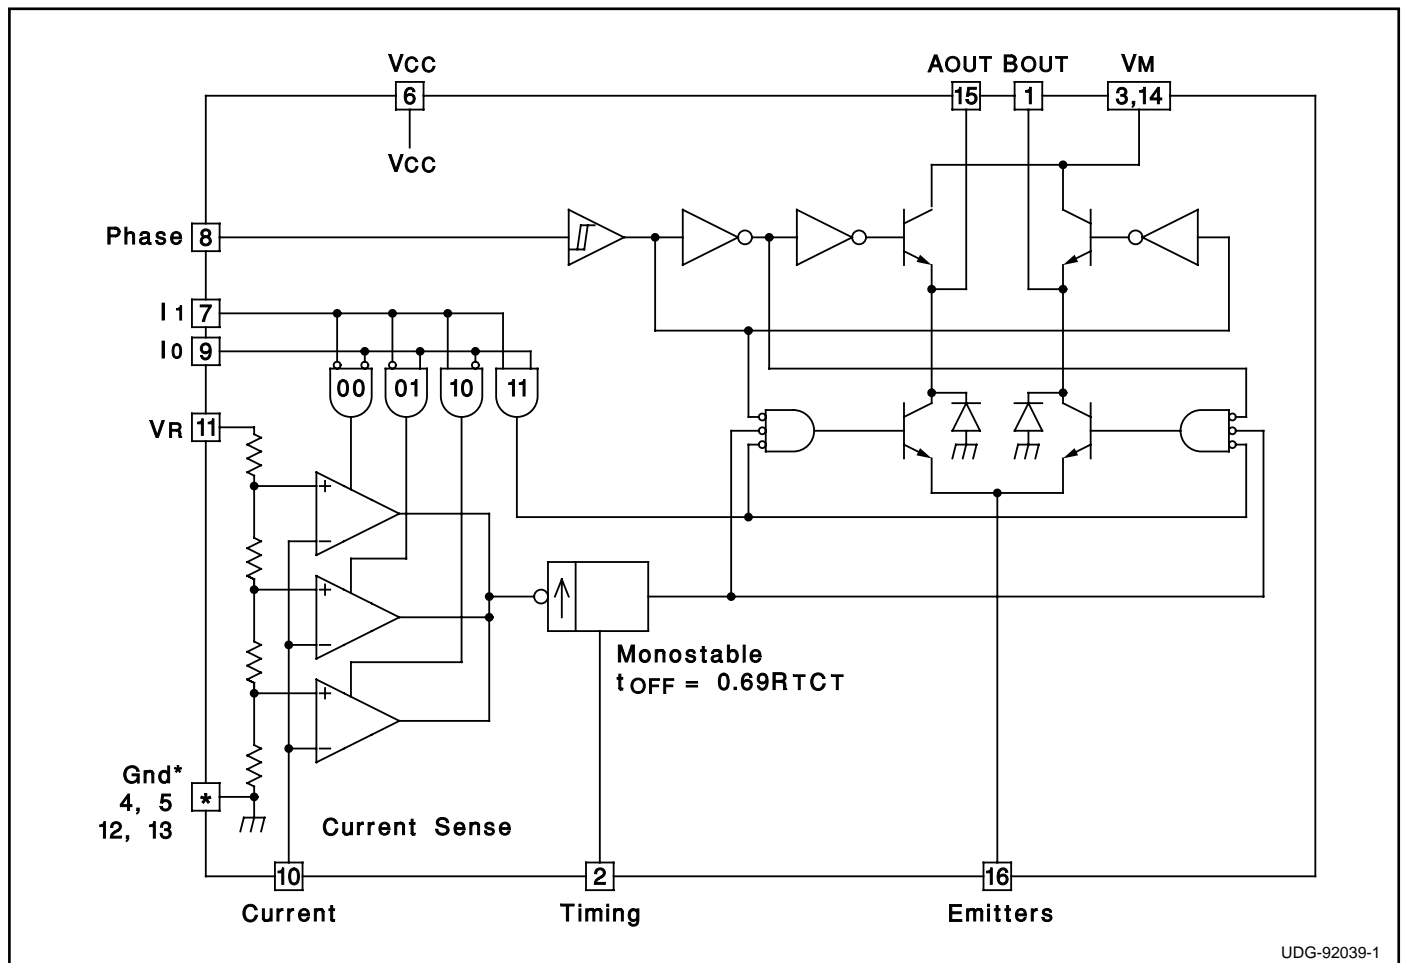 VCC
6
VCC
AOUT BOUT VM
15 1 3,14
Phase 8
I1 7
I0 9
00 01 10 11
VR 11
+
−
+
−
+
−
Monostable
tOFF = 0.69RTCT
Gnd*
4, 5
12, 13
*
Current Sense
10 2 16
Current Timing Emitters
UDG-92039-1